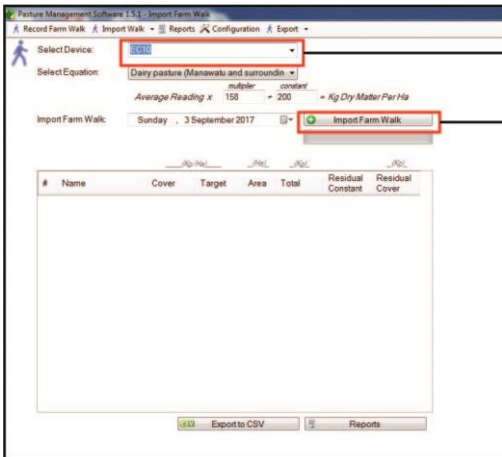 Pasture Management Software 1.5.1 - Import Farm Walk
Record Farm Walk Import Walk Reports Configuration Export
Select Device: EC10
Select Equation: Dairy pasture (Manawatu and surroundin
multiplier constant
Average Reading x 158 + 200 = Kg Dry Matter Per Ha
Import Farm Walk: Sunday , 3 September 2017 Import Farm Walk
(Kg/Ha) (Ha) (Kg) (Kg)
# Name Cover Target Area Total Residual Constant Residual Cover
Export to CSV Reports